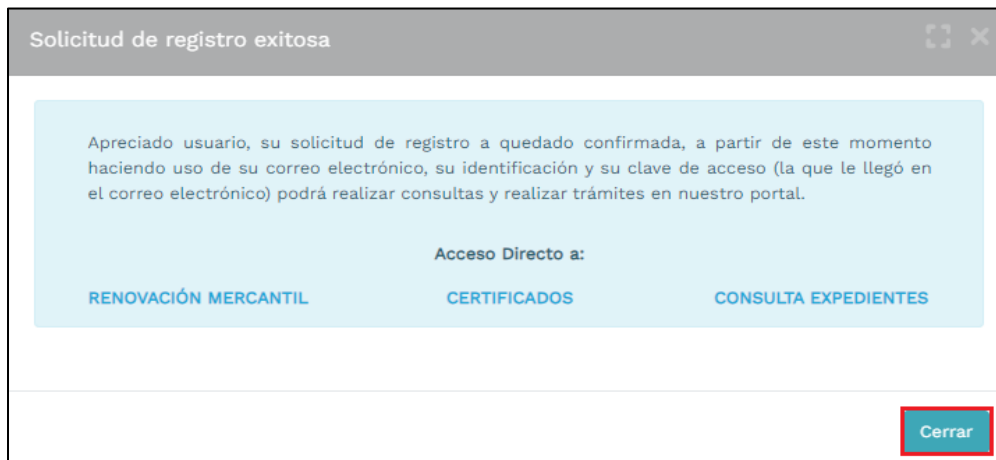 Solicitud de registro exitosa
Apreciado usuario, su solicitud de registro a quedado confirmada, a partir de este momento
haciendo uso de su correo electrónico, su identificación y su clave de acceso (la que le llegó en
el correo electrónico) podrá realizar consultas y realizar trámites en nuestro portal.
Acceso Directo a:
RENOVACIÓN MERCANTIL CERTIFICADOS CONSULTA EXPEDIENTES
Cerrar